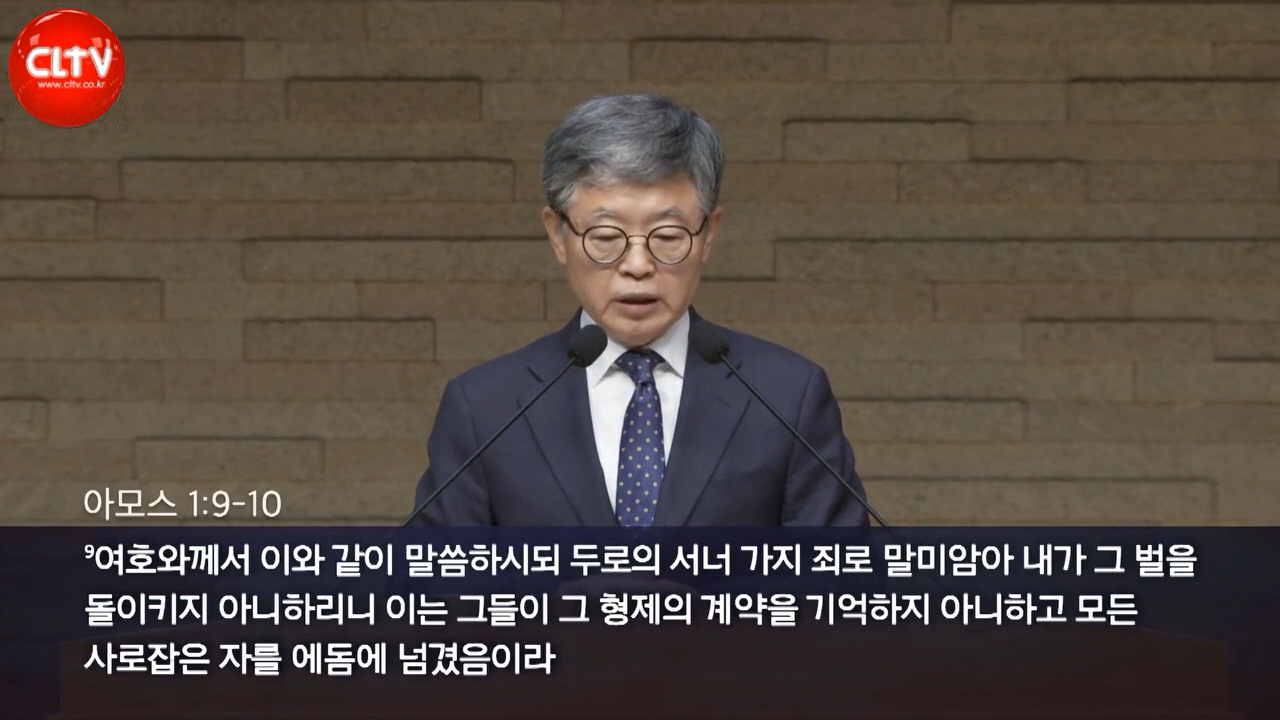 CLTV
www.cltv.co.kr
아모스 1:9-10
⁹여호와께서 이와 같이 말씀하시되 두로의 서너 가지 죄로 말미암아 내가 그 벌을
돌이키지 아니하리니 이는 그들이 그 형제의 계약을 기억하지 아니하고 모든
사로잡은 자를 에돔에 넘겼음이라